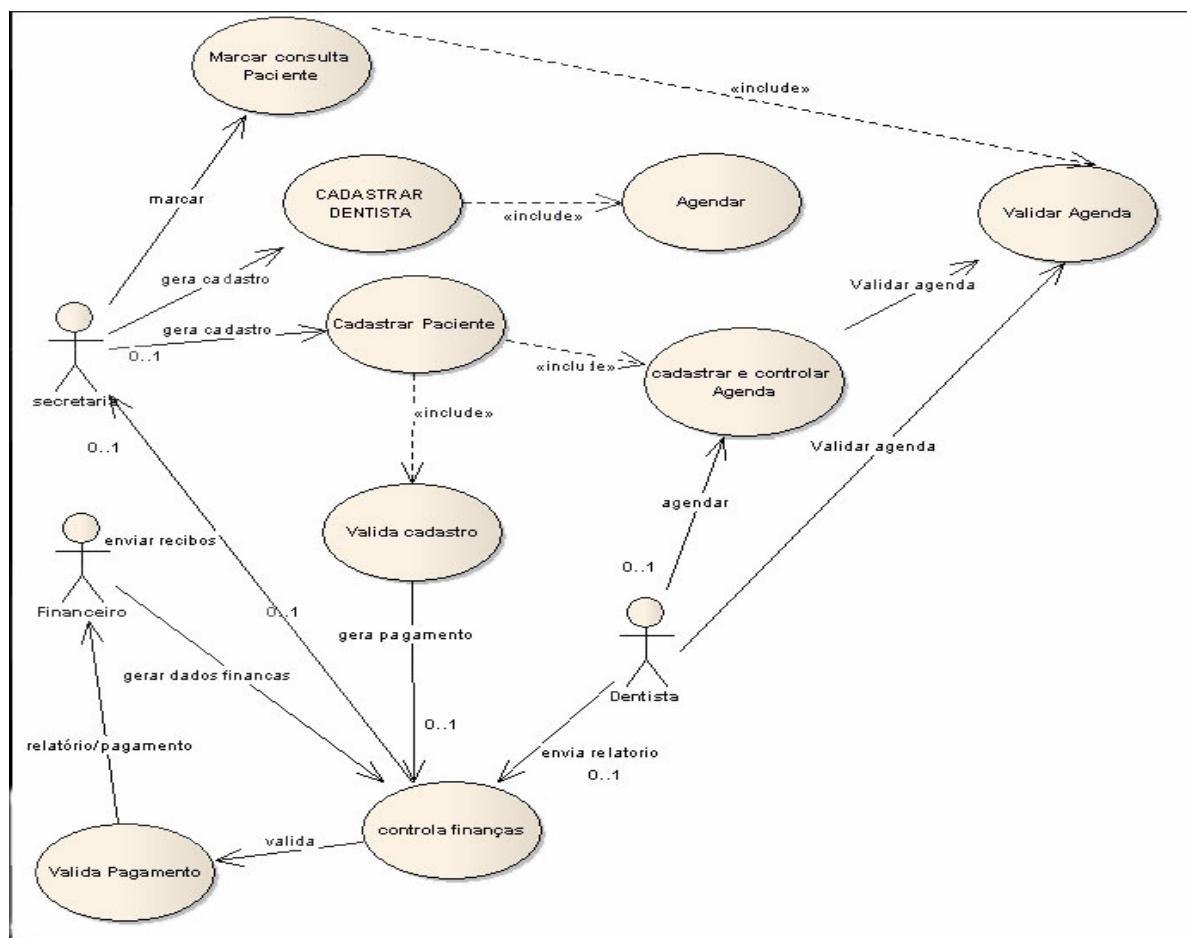 Marcar consulta
Paciente
«include»
CADASTRAR
DENTISTA
«include»
Agendar
Validar Agenda
marcar
gera cadastro
Validar agenda
gera cadastro
0..1
Cadastrar Paciente
«include»
cadastrar e controlar
Agenda
secretaria
«include»
0..1
Validar agenda
agendar
enviar recibos
Valida cadastro
0..1
Financeiro
0..1
gera pagamento
gerar dados financas
Dentista
0..1
relatório/pagamento
envia relatorio
0..1
controla finanças
valida
Valida Pagamento